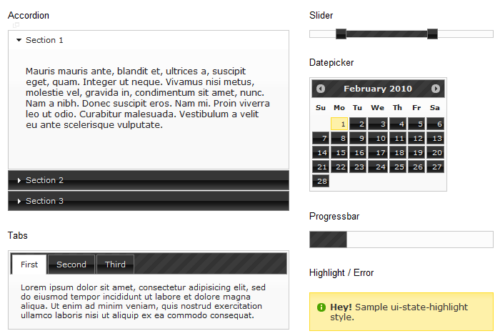 Accordion
Section 1
Mauris mauris ante, blandit et, ultrices a, suscipit
eget, quam. Integer ut neque. Vivamus nisi metus,
molestie vel, gravida in, condimentum sit amet, nunc.
Nam a nibh. Donec suscipit eros. Nam mi. Proin viverra
leo ut odio. Curabitur malesuada. Vestibulum a velit
eu ante scelerisque vulputate.
Section 2
Section 3
Tabs
First Second Third
Lorem ipsum dolor sit amet, consectetur adipisicing elit, sed
do eiusmod tempor incididunt ut labore et dolore magna
aliqua. Ut enim ad minim veniam, quis nostrud exercitation
ullamco laboris nisi ut aliquip ex ea commodo consequat.
Slider
Datepicker
February 2010
Su Mo Tu We Th Fr Sa
1 2 3 4 5 6
7 8 9 10 11 12 13
14 15 16 17 18 19 20
21 22 23 24 25 26 27
28
Progressbar
Highlight / Error
Hey! Sample ui-state-highlight
style.